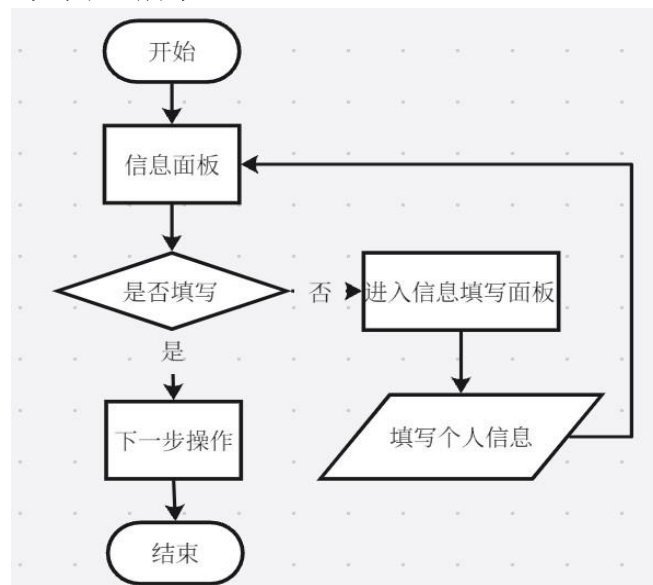 开始
信息面板
是否填写
否
进入信息填写面板
是
下一步操作
填写个人信息
结束